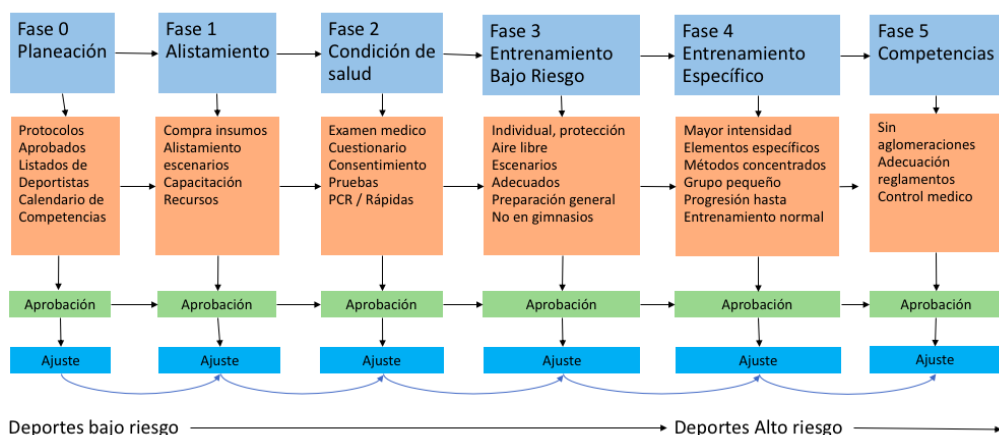 Fase 0
Planeación
Fase 1
Alistamiento
Fase 2
Condición de
salud
Fase 3
Entrenamiento
Bajo Riesgo
Fase 4
Entrenamiento
Específico
Fase 5
Competencias
Protocolos
Aprobados
Listados de
Deportistas
Calendario de
Competencias
Compra insumos
Alistamiento
escenarios
Capacitación
Recursos
Examen medico
Cuestionario
Consentimiento
Pruebas
PCR / Rápidas
Individual, protección
Aire libre
Escenarios
Adecuados
Preparación general
No en gimnasios
Mayor intensidad
Elementos específicos
Métodos concentrados
Grupo pequeño
Progresión hasta
Entrenamiento normal
Sin
aglomeraciones
Adecuación
reglamentos
Control medico
Aprobación
Aprobación
Aprobación
Aprobación
Aprobación
Aprobación
Ajuste
Ajuste
Ajuste
Ajuste
Ajuste
Ajuste
Deportes bajo riesgo
Deportes Alto riesgo